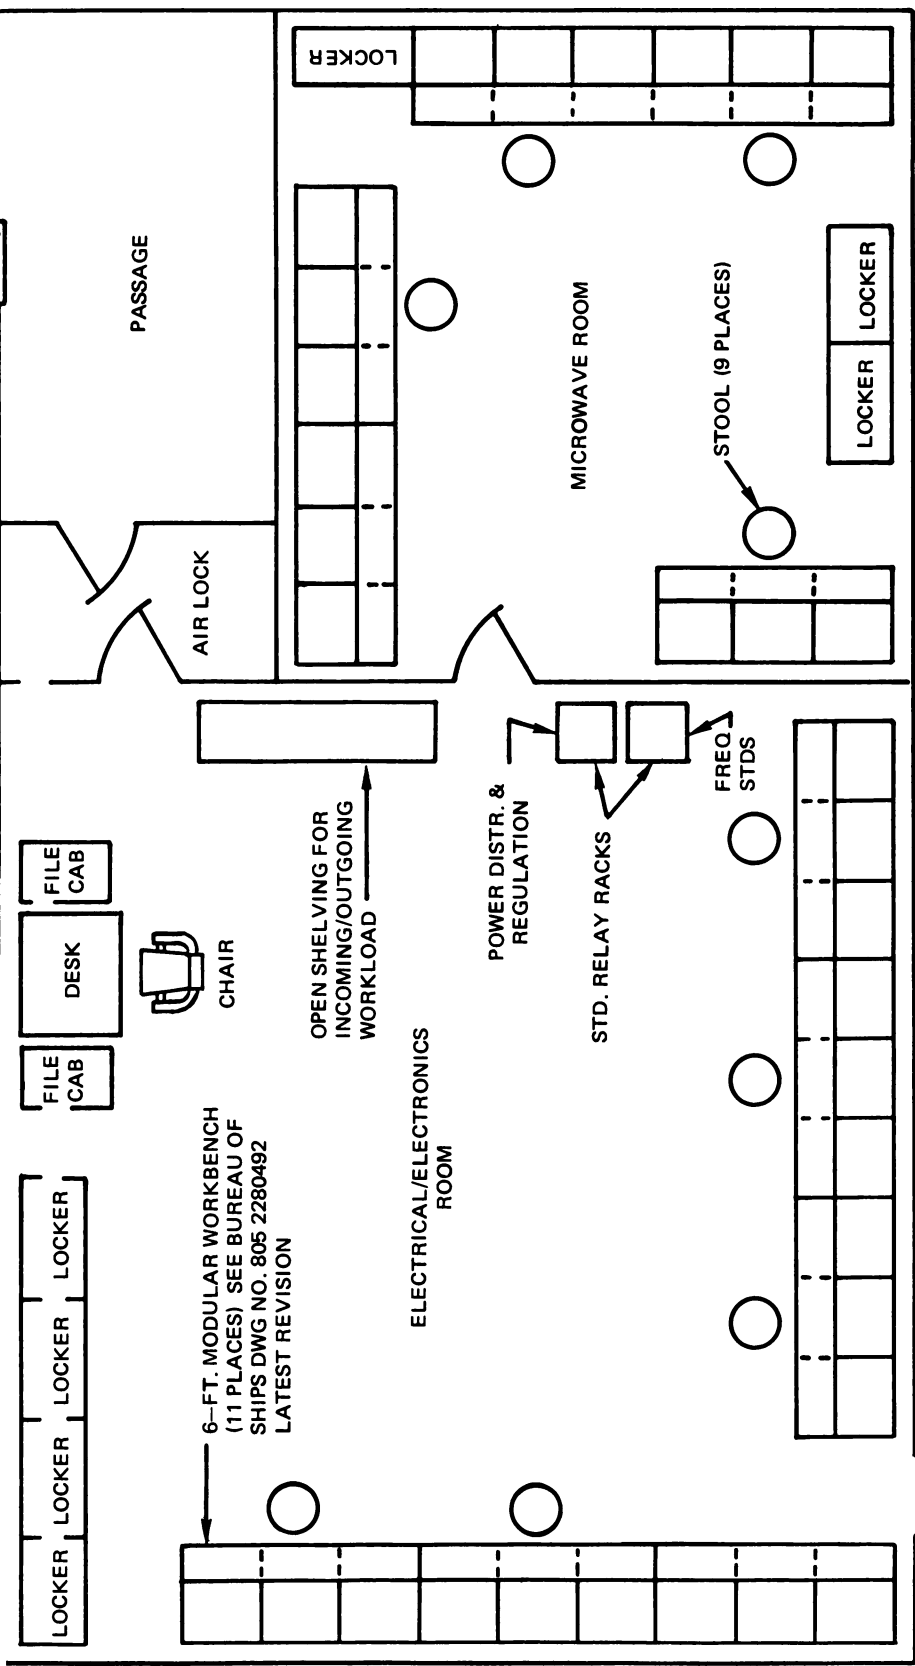 LOCKER
LOCKER
LOCKER
LOCKER
FILE
CAB
DESK
FILE
CAB
CHAIR
PASSAGE
AIR LOCK
LOCKER
6–FT. MODULAR WORKBENCH
(11 PLACES) SEE BUREAU OF
SHIPS DWG NO. 805 2280492
LATEST REVISION
OPEN SHELVING FOR
INCOMING/OUTGOING
WORKLOAD
ELECTRICAL/ELECTRONICS
ROOM
POWER DISTR. &
REGULATION
STD. RELAY RACKS
FREQ
STDS
MICROWAVE ROOM
STOOL (9 PLACES)
LOCKER
LOCKER